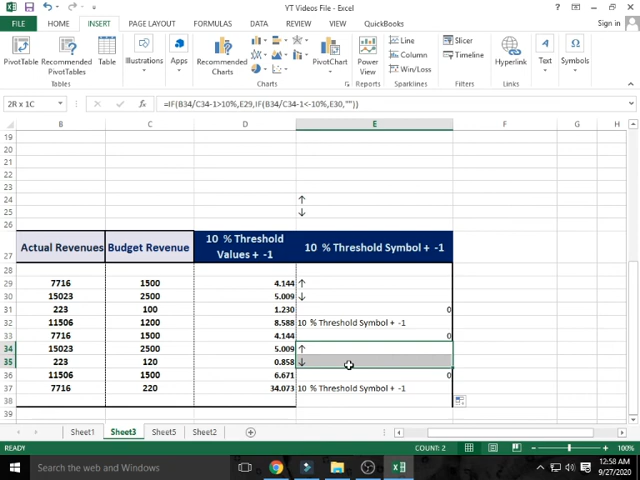 YT Videos File - Excel
Sign in
FILE HOME INSERT PAGE LAYOUT FORMULAS DATA REVIEW VIEW QuickBooks
PivotTable Recommended PivotTables Table Illustrations Apps Recommended Charts PivotChart Power View Line Column Win/Loss Slicer Timeline Hyperlink Text Symbols
Tables Charts Reports Sparklines Filters Links
2R x 1C =IF(B34/C34-1>10%,E29,IF(B34/C34-1<-10%,E30,""))
B C D E F G H
19
20
21
22
23
24 ↑
25 ↓
26
27 Actual Revenues Budget Revenue 10 % Threshold Values + -1 10 % Threshold Symbol + -1
28
29 7716 1500 4.144 ↑
30 15023 2500 5.009 ↓
31 223 100 1.230 0
32 11506 1200 8.588 10 % Threshold Symbol + -1
33 7716 1500 4.144 0
34 15023 2500 5.009 ↑
35 223 120 0.858 ↓
36 11506 1500 6.671 0
37 7716 220 34.073 10 % Threshold Symbol + -1
38
39
Sheet1 Sheet3 Sheet5 Sheet2
READY COUNT: 2 100%
Search the web and Windows
12:58 AM
9/27/2020